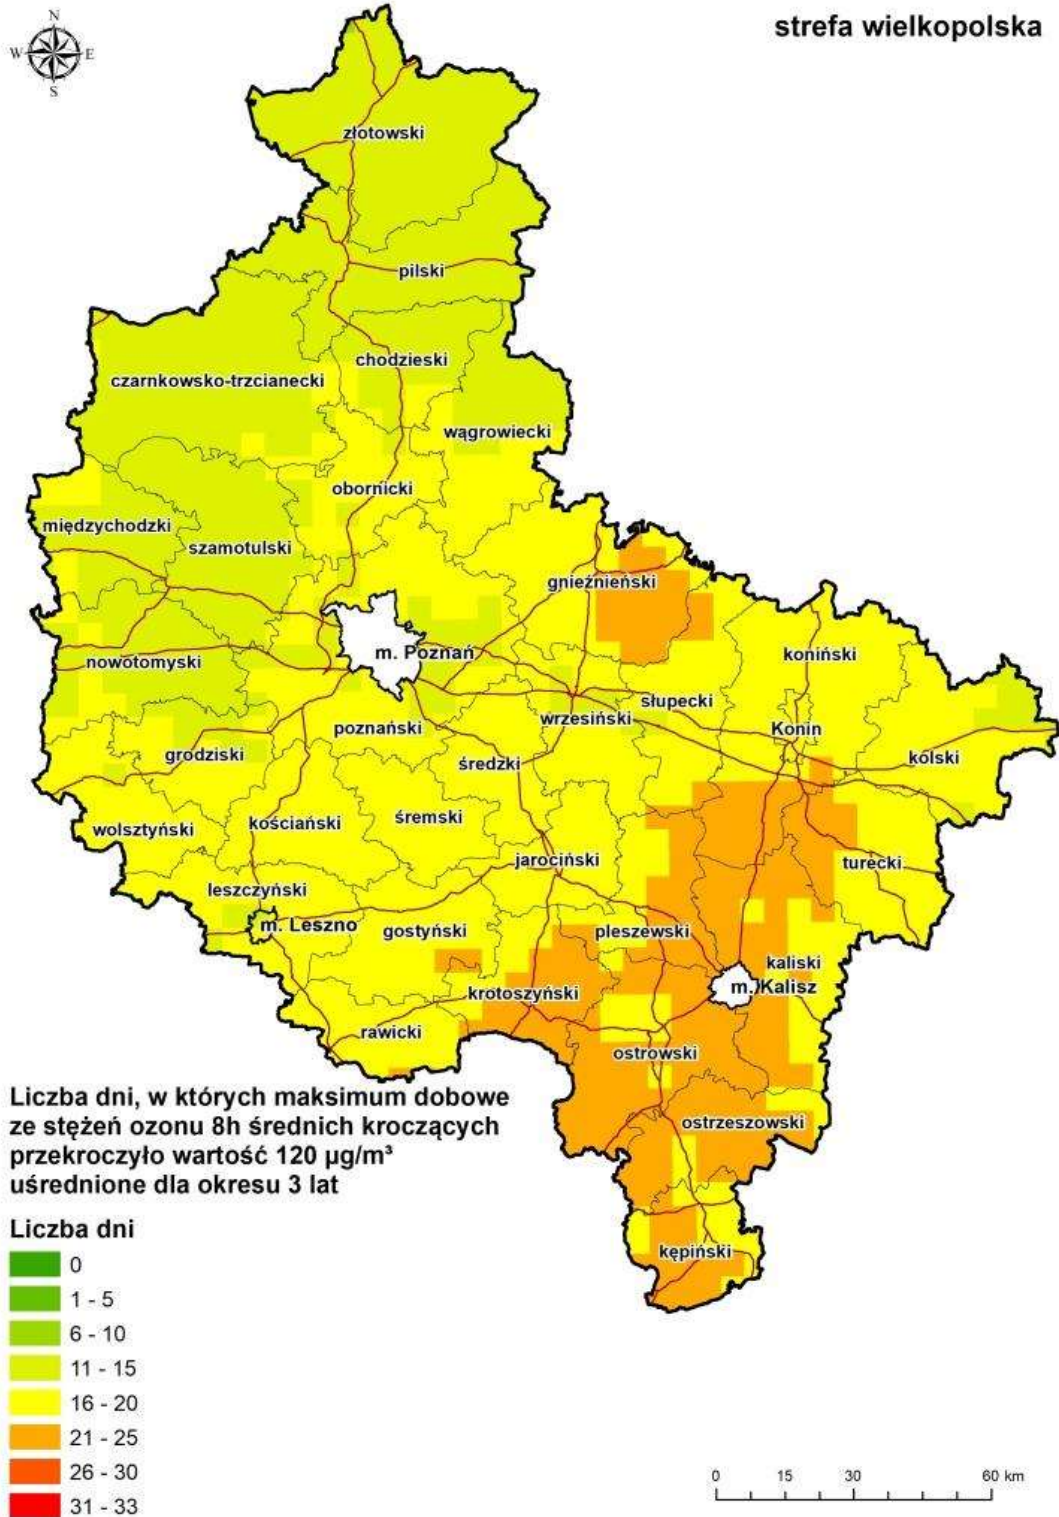 strefa wielkopolska
N
W
E
S
złotowski
pilski
chodzieski
czarnkowsko-trzcianecki
wągrowiecki
obornicki
międzychodzki
szamotulski
gnieźnieński
m. Poznań
koniński
nowotomyski
słupecki
wrzesiński
poznański
Konin
grodziski
średzki
kolski
wolsztyński
kościański
śremski
jarociński
turecki
leszczyński
m. Leszno
gostyński
pleszewski
kaliski
m. Kalisz
krotoszyński
rawicki
ostrowski
ostrzeszowski
kępiński
Liczba dni, w których maksimum dobowe
ze stężeń ozonu 8h średnich kroczących
przekroczyło wartość 120 µg/m³
uśrednione dla okresu 3 lat
Liczba dni
0
1 - 5
6 - 10
11 - 15
16 - 20
21 - 25
26 - 30
31 - 33
0 15 30 60 km